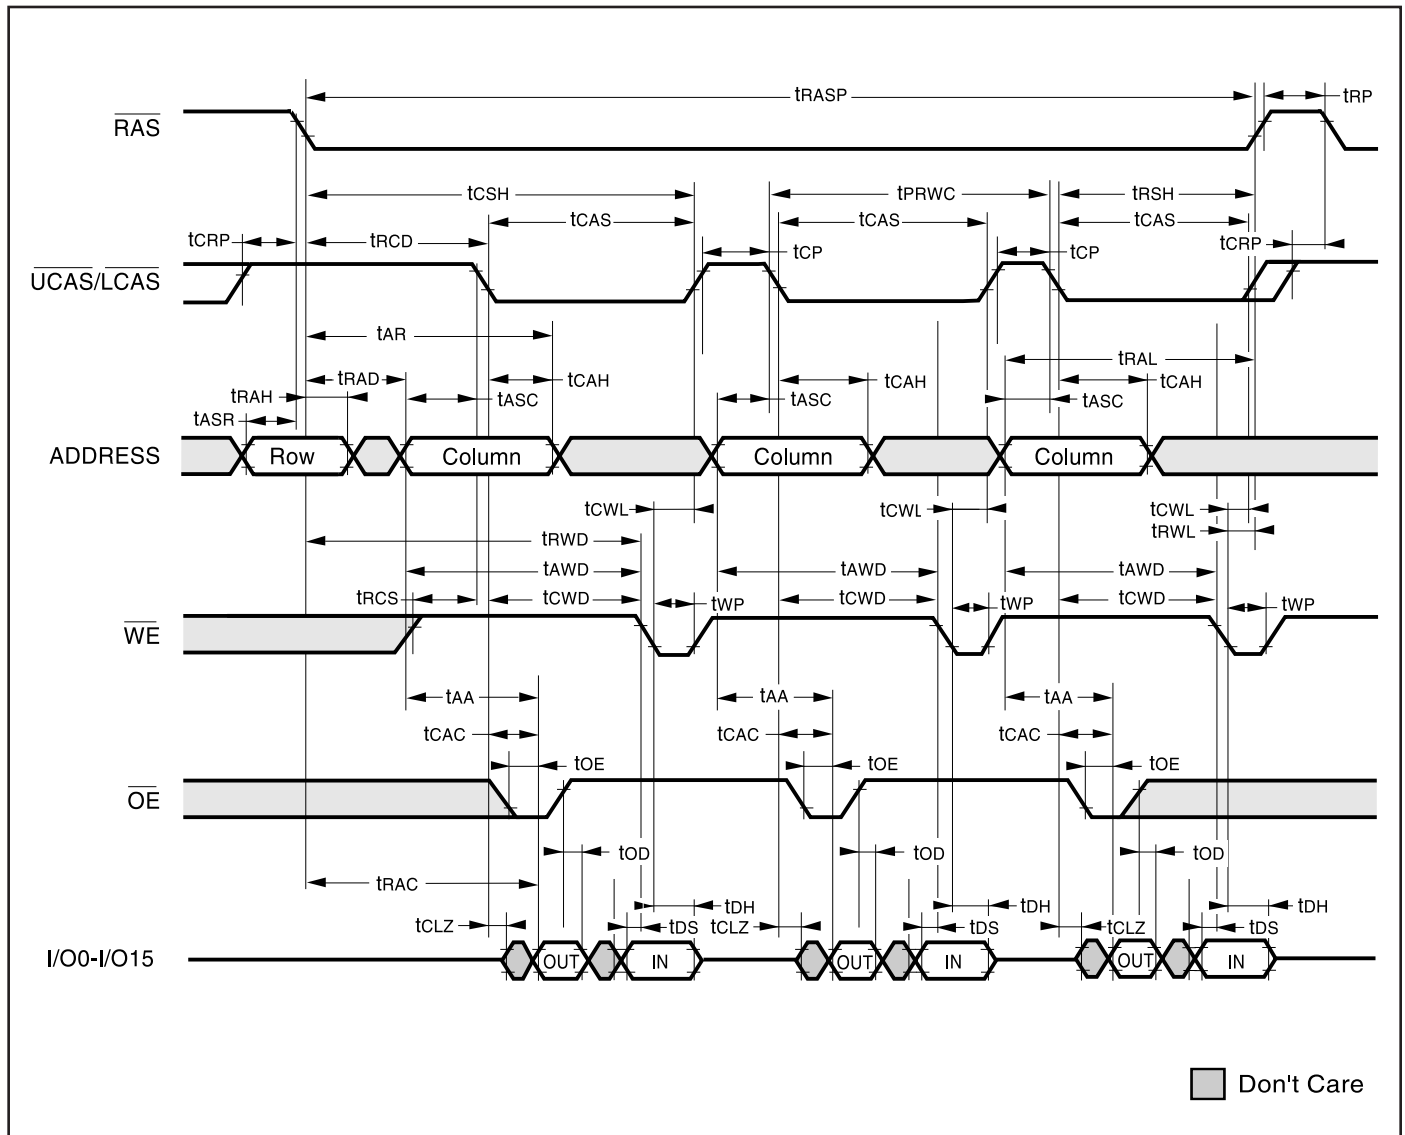 tRASP
tRP
RAS
tCSH
tPRWC
tRSH
tCAS
tCAS
tCAS
tCRP
tRCD
tCP
tCP
tCRP
UCAS/LCAS
tAR
tRAL
tRAD
tCAH
tCAH
tCAH
tRAH
tASC
tASC
tASC
tASR
ADDRESS
Row
Column
Column
Column
tCWL
tCWL
tCWL
tRWD
tRWL
tAWD
tAWD
tAWD
tRCS
tCWD
tWP
tCWD
tWP
tCWD
tWP
WE
tAA
tAA
tAA
tCAC
tCAC
tCAC
tOE
tOE
tOE
OE
tOD
tOD
tOD
tRAC
tDH
tDH
tDH
tCLZ
tDS
tCLZ
tDS
tCLZ
tDS
I/O0-I/O15
OUT
IN
OUT
IN
OUT
IN
Don't Care